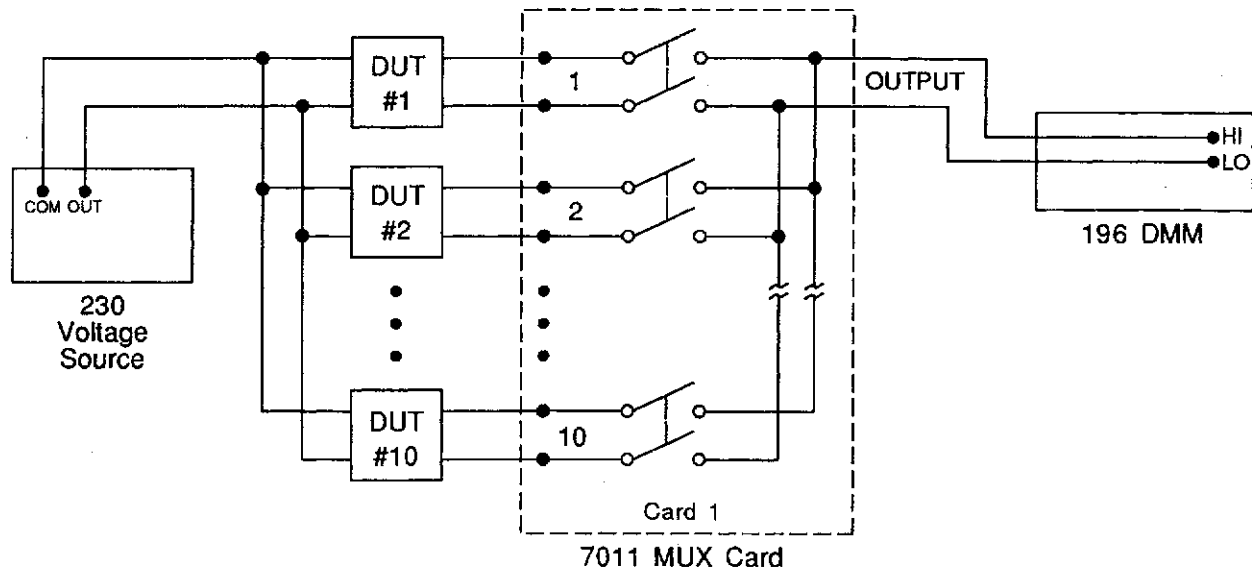 DUT
#1
1
OUTPUT
HI
LO
196 DMM
COM OUT
230
Voltage
Source
DUT
#2
2
DUT
#10
10
Card 1
7011 MUX Card